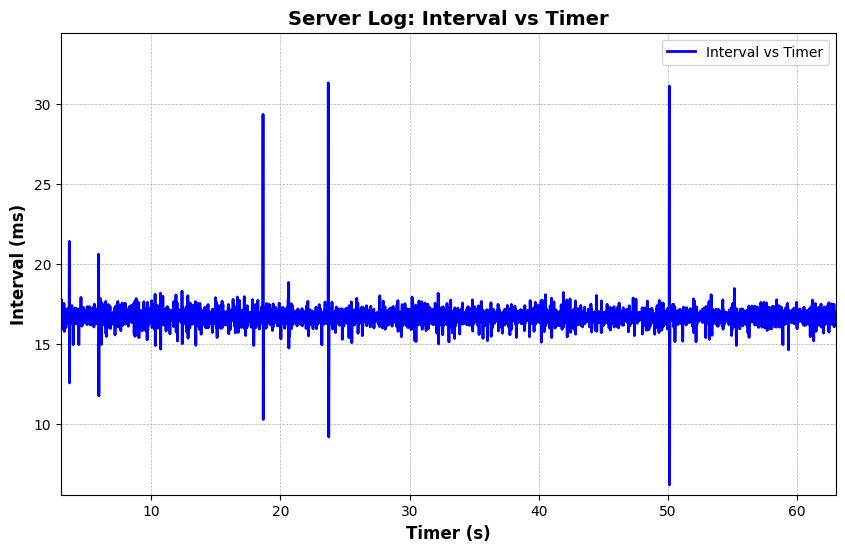 Server Log: Interval vs Timer
Interval vs Timer
30
25
20
15
10
Interval (ms)
10 20 30 40 50 60
Timer (s)